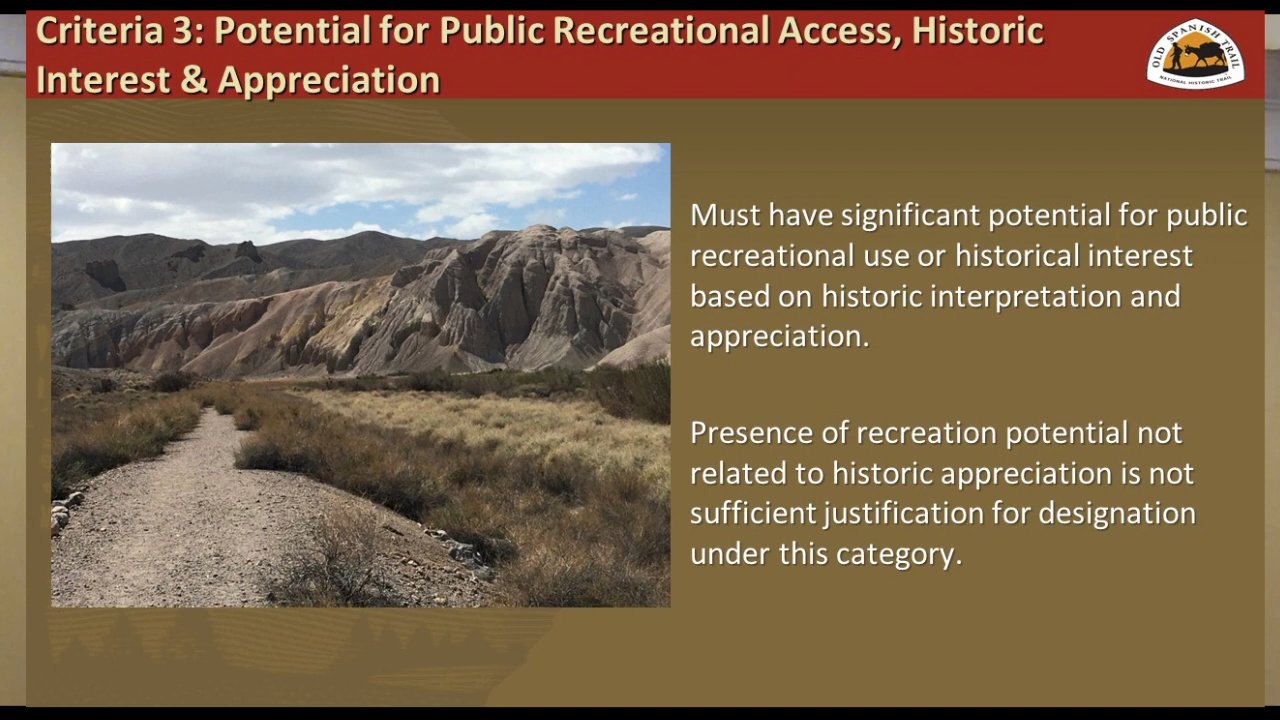 Criteria 3: Potential for Public Recreational Access, Historic
Interest & Appreciation
OLD SPANISH TRAIL
NATIONAL HISTORIC TRAIL
Must have significant potential for public
recreational use or historical interest
based on historic interpretation and
appreciation.
Presence of recreation potential not
related to historic appreciation is not
sufficient justification for designation
under this category.